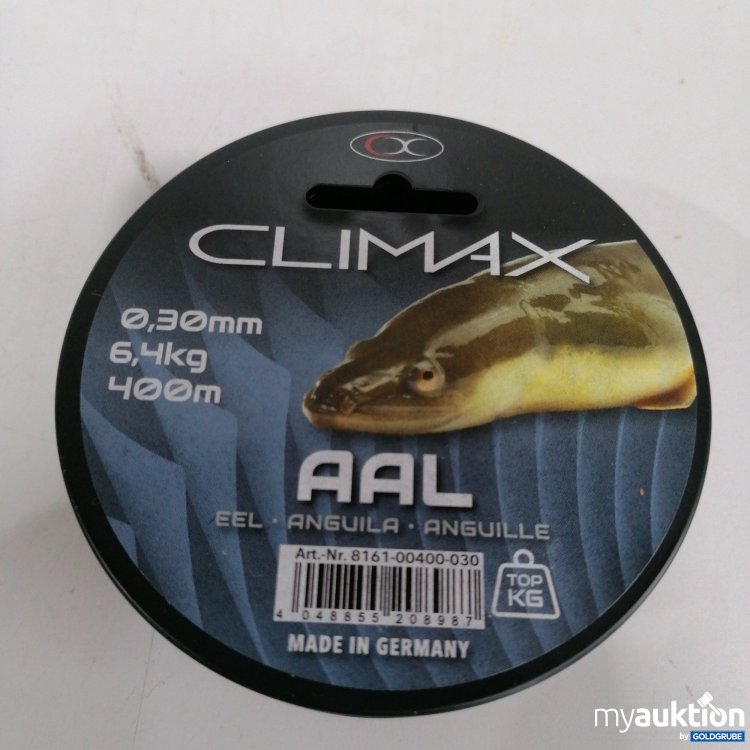 CLIMAX
0,30mm
6,4kg
400m
AAL
EEL · ANGUILA · ANGUILLE
Art.-Nr. 8161-00400-030
4 048855 208987
TOP
KG
MADE IN GERMANY
myauktion
by GOLDGRUBE